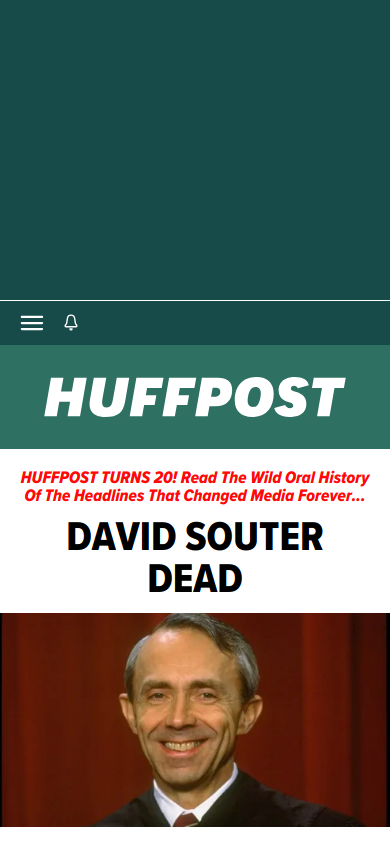 HUFFPOST
HUFFPOST TURNS 20! Read The Wild Oral History
Of The Headlines That Changed Media Forever...
DAVID SOUTER
DEAD